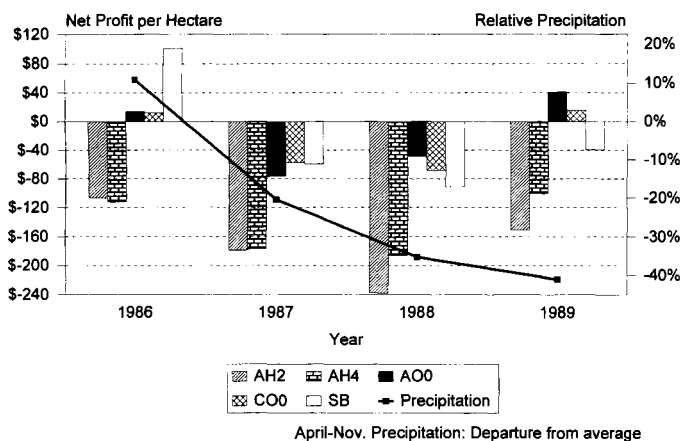 Net Profit per Hectare Relative Precipitation
$120
$80
$40
$0
$-40
$-80
$-120
$-160
$-200
$-240
20%
10%
0%
-10%
-20%
-30%
-40%
1986 1987 1988 1989
Year
AH2 AH4 AO0
CO0 SB Precipitation
April-Nov. Precipitation: Departure from average